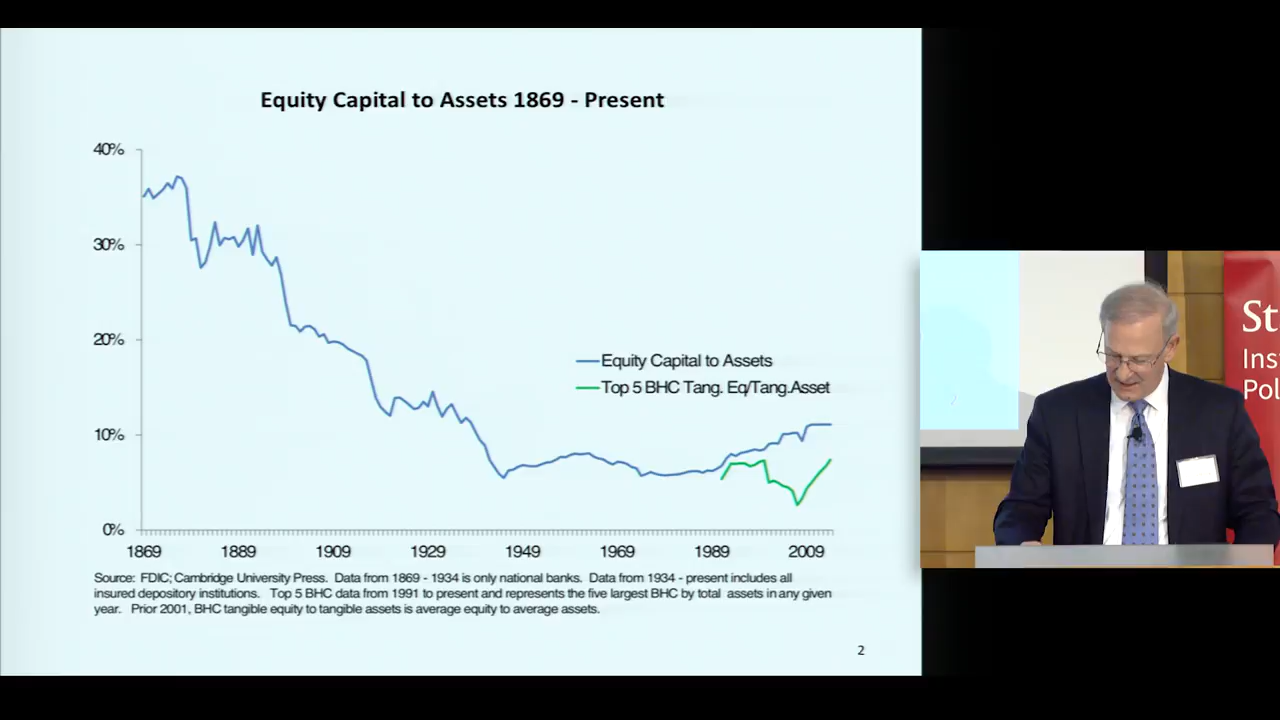 Equity Capital to Assets 1869 - Present
40%
30%
20%
10%
0%
Equity Capital to Assets
Top 5 BHC Tang. Eq/Tang.Asset
1869 1889 1909 1929 1949 1969 1989 2009
Source: FDIC; Cambridge University Press. Data from 1869 - 1934 is only national banks. Data from 1934 - present includes all
insured depository institutions. Top 5 BHC data from 1991 to present and represents the five largest BHC by total assets in any given
year. Prior 2001, BHC tangible equity to tangible assets is average equity to average assets.
2
St
Ins
Pol